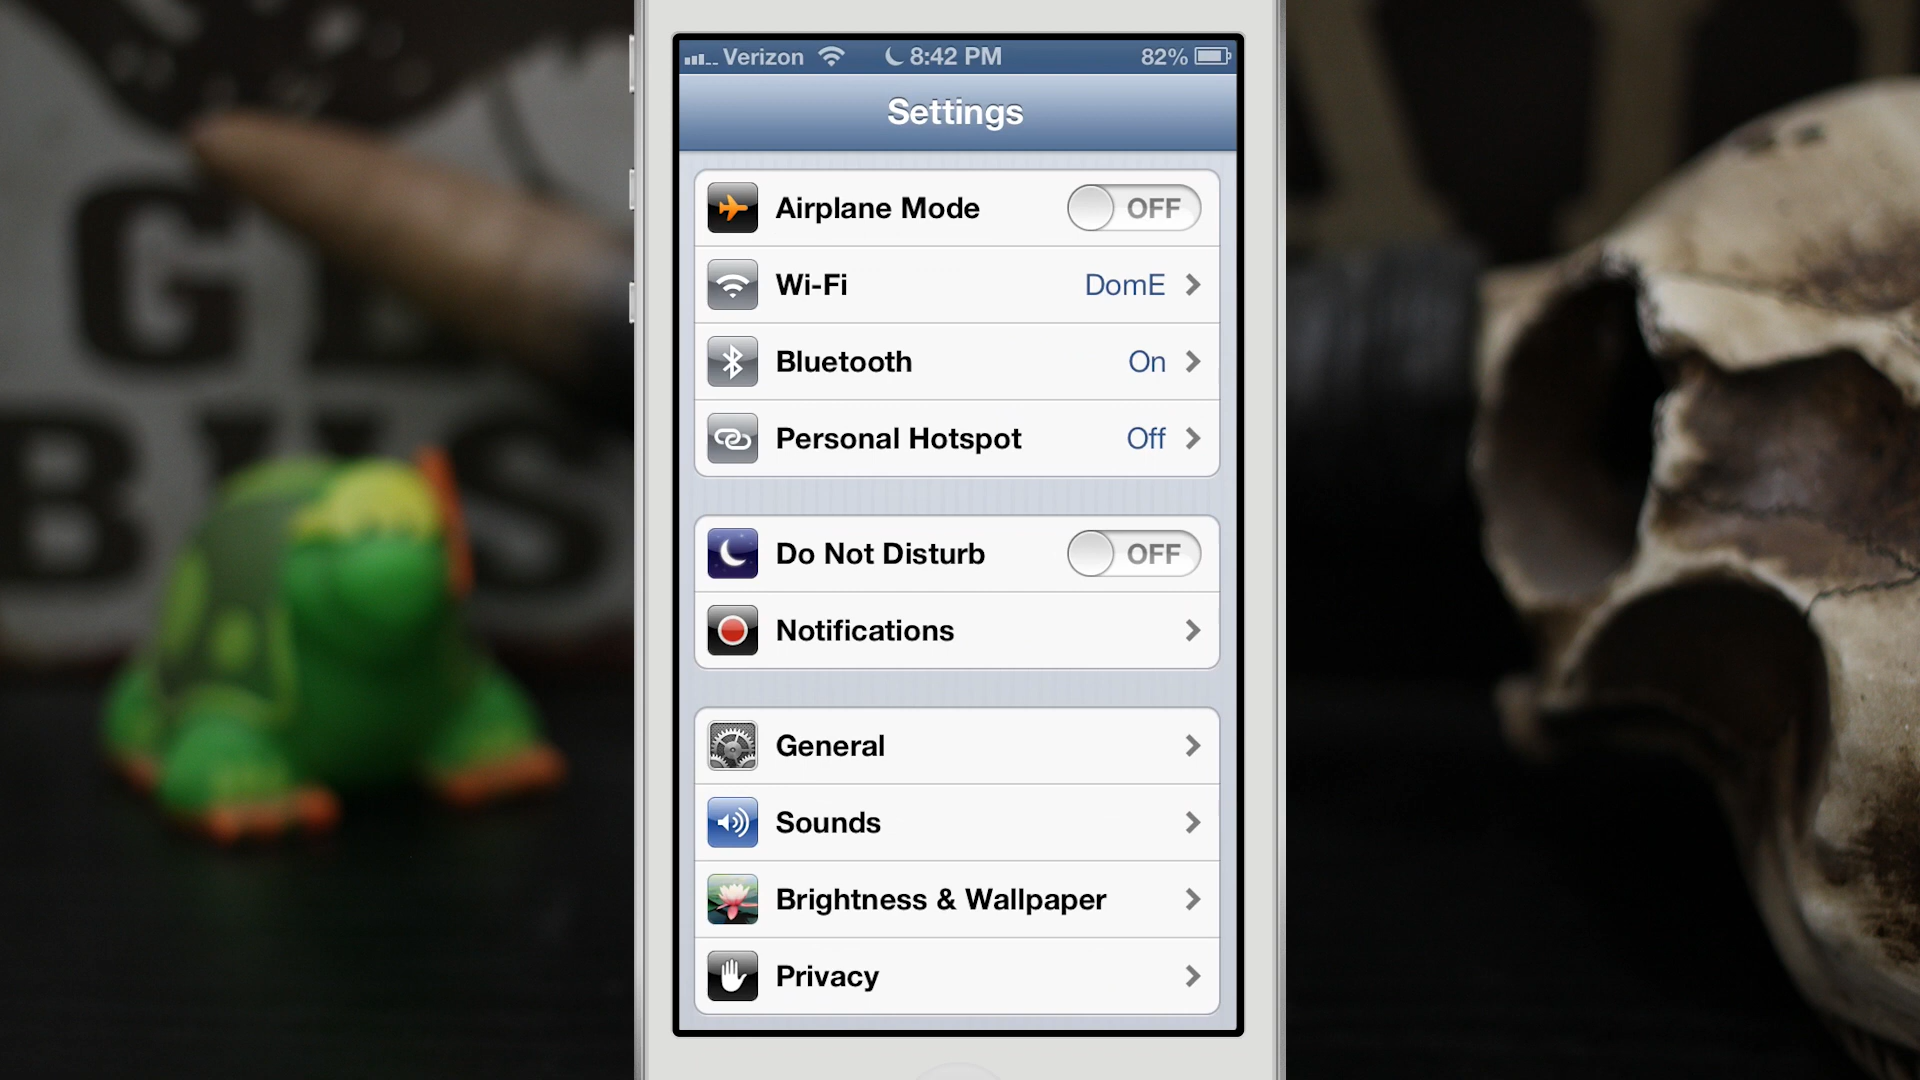 Verizon 8:42 PM 82%
Settings
Airplane Mode OFF
Wi-Fi DomE
Bluetooth On
Personal Hotspot Off
Do Not Disturb OFF
Notifications
General
Sounds
Brightness & Wallpaper
Privacy